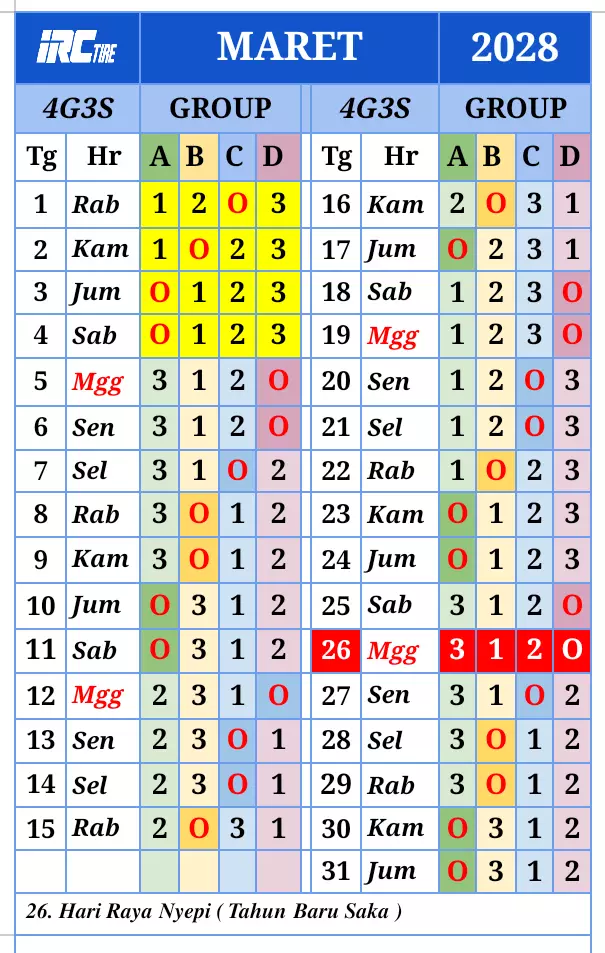 iRC TIRE MARET 2028
4G3S GROUP 4G3S GROUP
Tg Hr A B C D Tg Hr A B C D
1 Rab 1 2 O 3 16 Kam 2 O 3 1
2 Kam 1 O 2 3 17 Jum O 2 3 1
3 Jum O 1 2 3 18 Sab 1 2 3 O
4 Sab O 1 2 3 19 Mgg 1 2 3 O
5 Mgg 3 1 2 O 20 Sen 1 2 O 3
6 Sen 3 1 2 O 21 Sel 1 2 O 3
7 Sel 3 1 O 2 22 Rab 1 O 2 3
8 Rab 3 O 1 2 23 Kam O 1 2 3
9 Kam 3 O 1 2 24 Jum O 1 2 3
10 Jum O 3 1 2 25 Sab 3 1 2 O
11 Sab O 3 1 2 26 Mgg 3 1 2 O
12 Mgg 2 3 1 O 27 Sen 3 1 O 2
13 Sen 2 3 O 1 28 Sel 3 O 1 2
14 Sel 2 3 O 1 29 Rab 3 O 1 2
15 Rab 2 O 3 1 30 Kam O 3 1 2
31 Jum O 3 1 2
26. Hari Raya Nyepi ( Tahun Baru Saka )